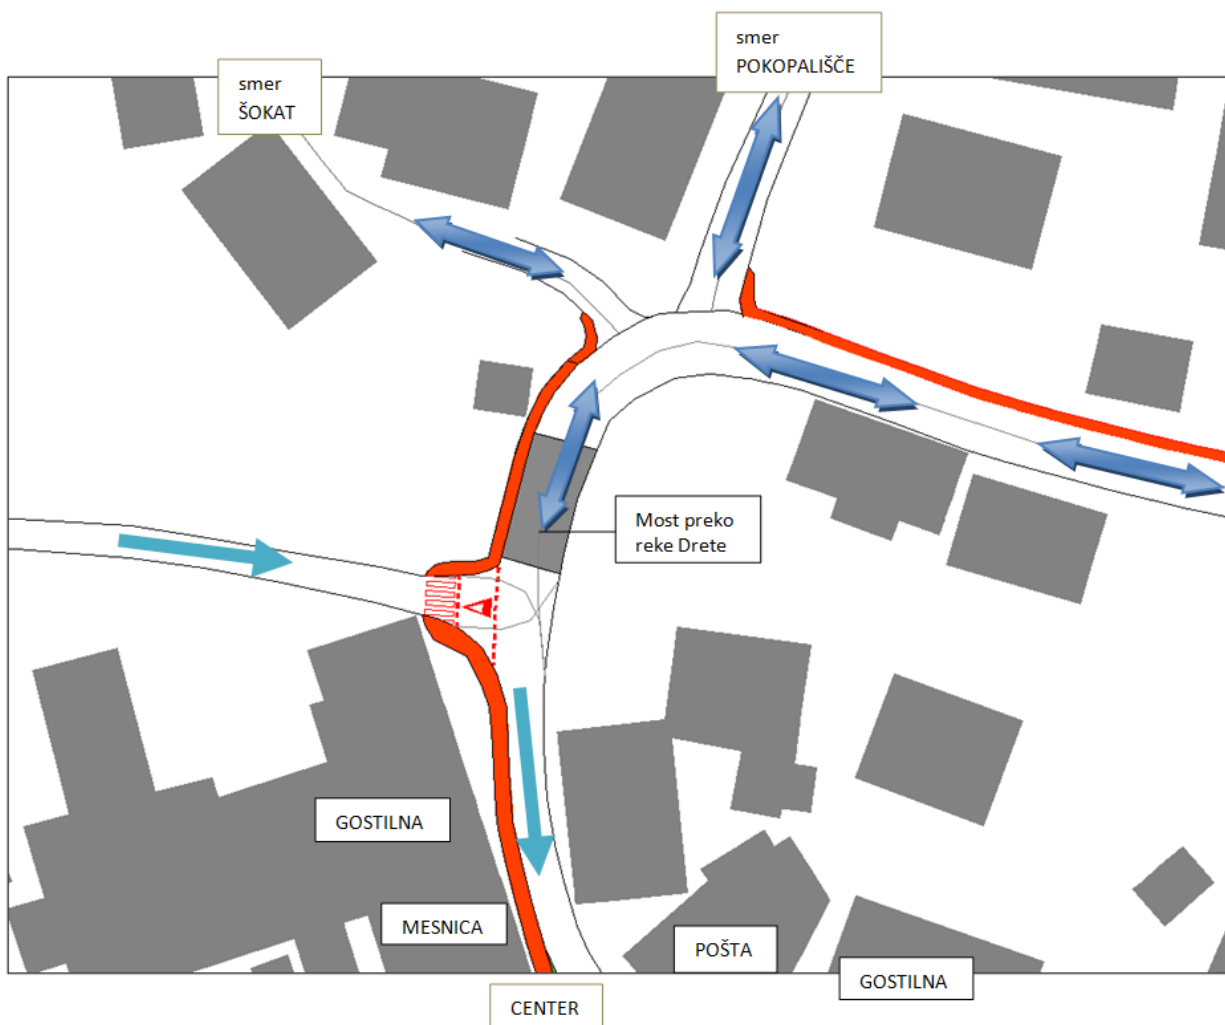 smer
POKOPALIŠČE
smer
ŠOKAT
Most preko
reke Drete
GOSTILNA
MESNICA
POŠTA
GOSTILNA
CENTER